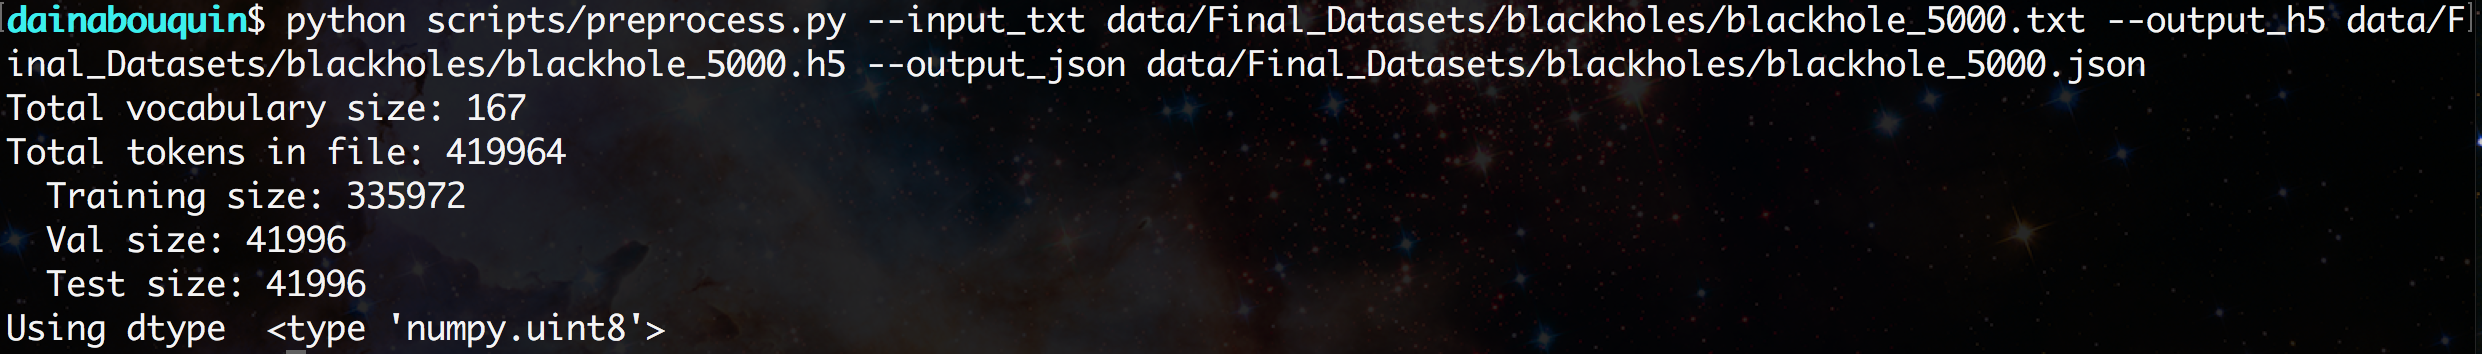 dainabouquin$ python scripts/preprocess.py --input_txt data/Final_Datasets/blackholes/blackhole_5000.txt --output_h5 data/F
inal_Datasets/blackholes/blackhole_5000.h5 --output_json data/Final_Datasets/blackholes/blackhole_5000.json
Total vocabulary size: 167
Total tokens in file: 419964
  Training size: 335972
  Val size: 41996
  Test size: 41996
Using dtype  <type 'numpy.uint8'>